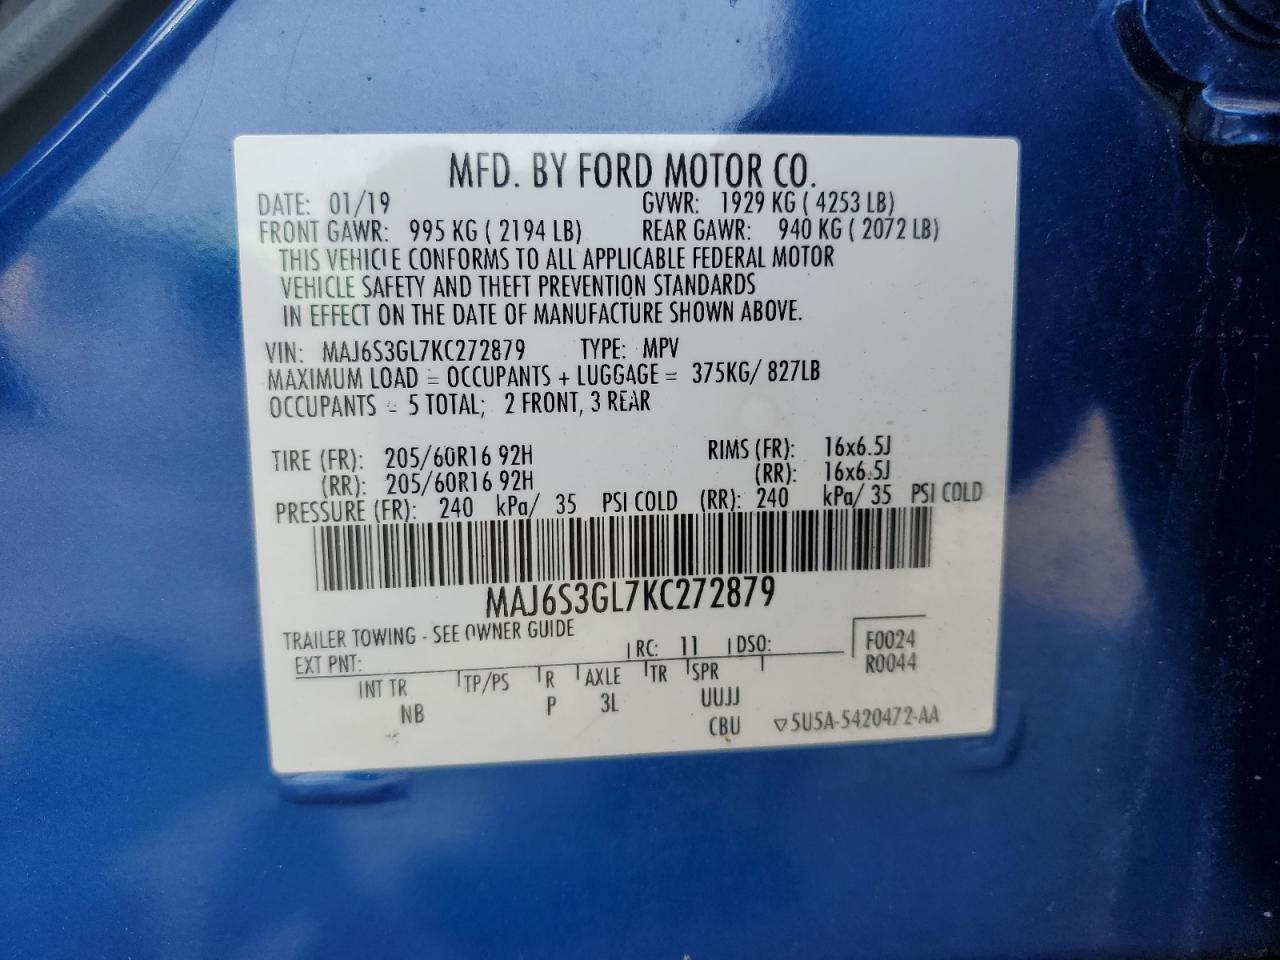 MFD. BY FORD MOTOR CO.
DATE: 01/19 GVWR: 1929 KG ( 4253 LB)
FRONT GAWR: 995 KG ( 2194 LB) REAR GAWR: 940 KG ( 2072 LB)
THIS VEHICLE CONFORMS TO ALL APPLICABLE FEDERAL MOTOR
VEHICLE SAFETY AND THEFT PREVENTION STANDARDS
IN EFFECT ON THE DATE OF MANUFACTURE SHOWN ABOVE.
VIN: MAJ6S3GL7KC272879 TYPE: MPV
MAXIMUM LOAD = OCCUPANTS + LUGGAGE = 375KG/ 827LB
OCCUPANTS = 5 TOTAL; 2 FRONT, 3 REAR
TIRE (FR): 205/60R16 92H RIMS (FR): 16x6.5J
(RR): 205/60R16 92H (RR): 16x6.5J
PRESSURE (FR): 240 kPa/ 35 PSI COLD (RR): 240 kPa/ 35 PSI COLD
MAJ6S3GL7KC272879
TRAILER TOWING - SEE OWNER GUIDE
EXT PNT: RC: 11 DSO: F0024
R0044
INT TR TP/PS R AXLE TR SPR
NB P 3L UUJJ
CBU ▽5U5A-5420472-AA